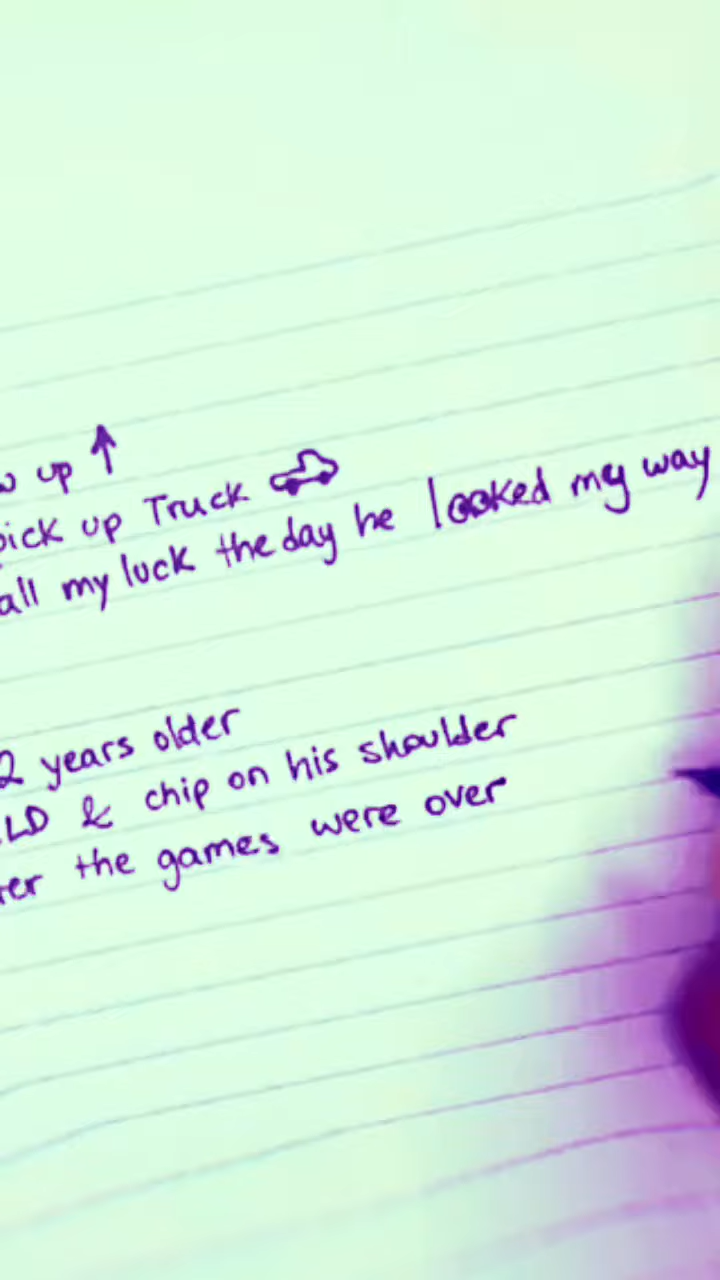 up ↑
pick up Truck
all my luck the day he looked my way
2 years older
LD & chip on his shoulder
the games were over